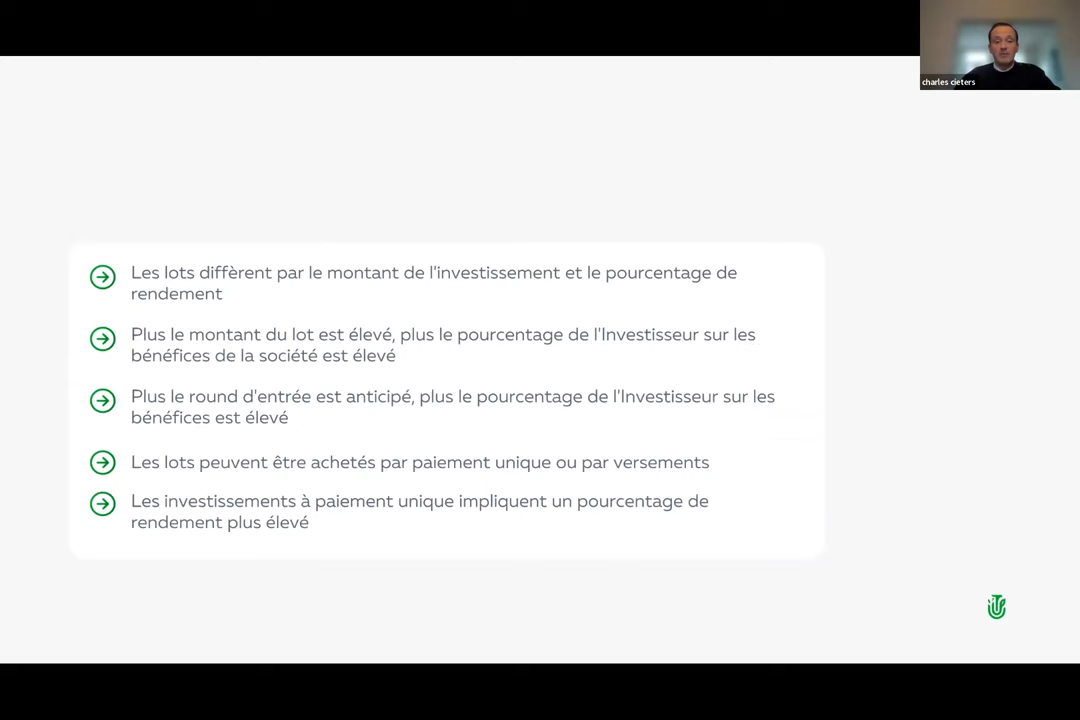 charles cieters
Les lots diffèrent par le montant de l'investissement et le pourcentage de
rendement
Plus le montant du lot est élevé, plus le pourcentage de l'Investisseur sur les
bénéfices de la société est élevé
Plus le round d'entrée est anticipé, plus le pourcentage de l'Investisseur sur les
bénéfices est élevé
Les lots peuvent être achetés par paiement unique ou par versements
Les investissements à paiement unique impliquent un pourcentage de
rendement plus élevé